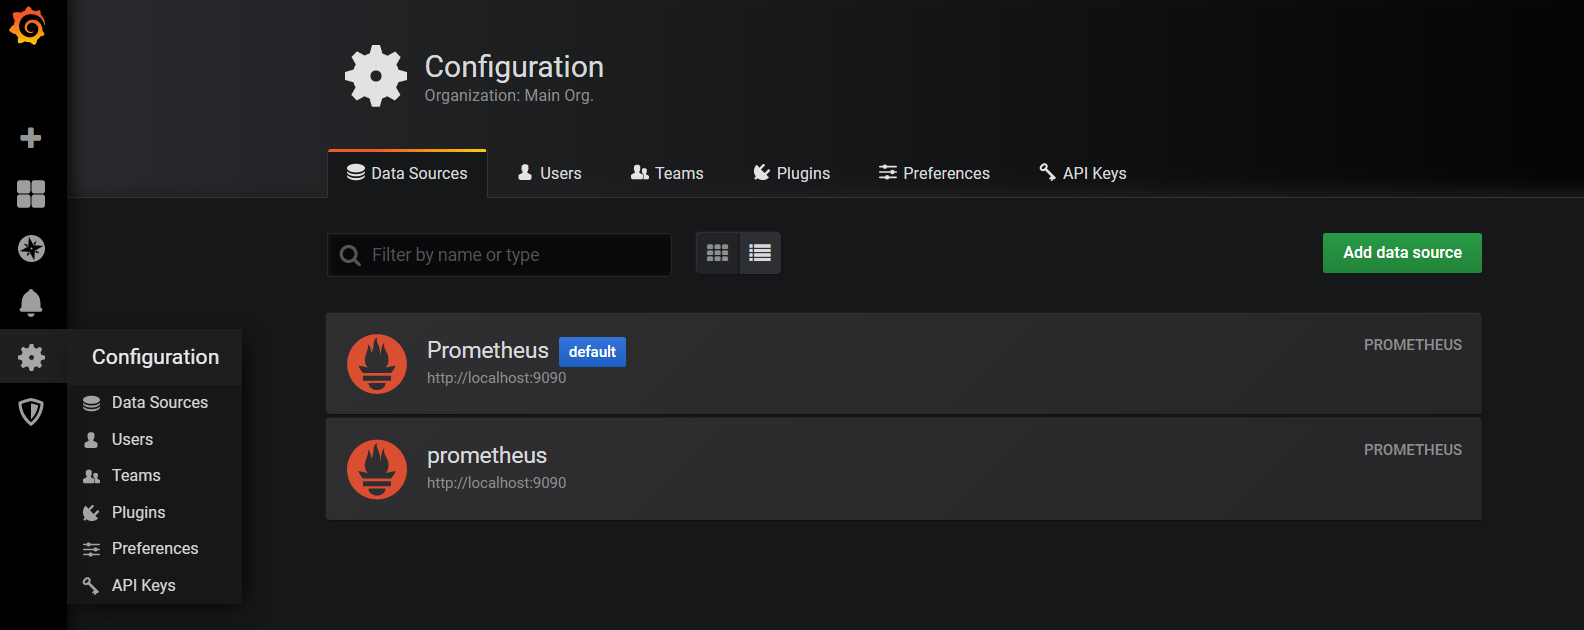 Configuration
Organization: Main Org.
Data Sources
Users
Teams
Plugins
Preferences
API Keys
Filter by name or type
Add data source
Prometheus default
PROMETHEUS
http://localhost:9090
prometheus
PROMETHEUS
http://localhost:9090
Configuration
Data Sources
Users
Teams
Plugins
Preferences
API Keys